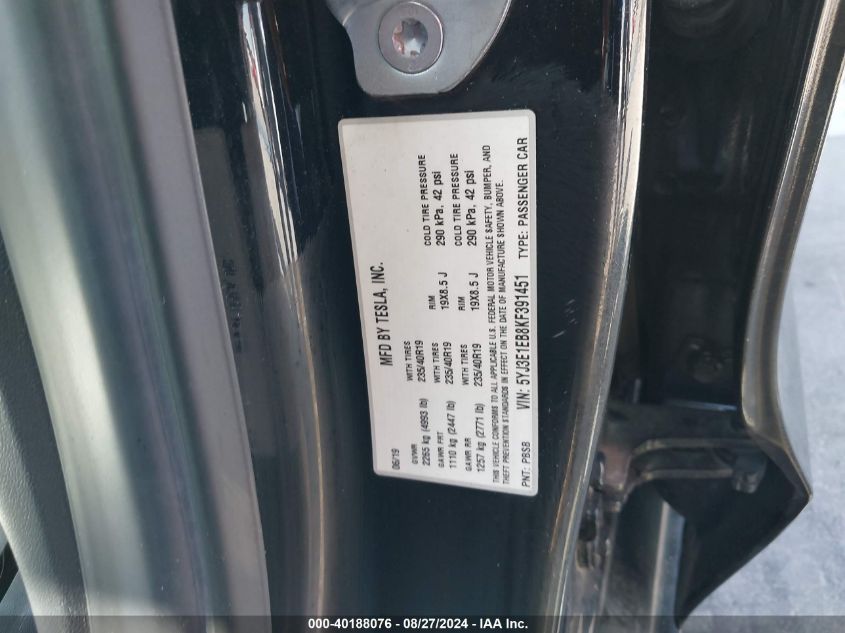 MFD BY TESLA, INC.
06/19
GVWR WITH TIRES
2265 kg (4993 lb) 235/40R19
GAWR FRT WITH TIRES RIM COLD TIRE PRESSURE
1110 kg (2447 lb) 235/40R19 19X8.5 J 290 kPa, 42 psi
GAWR RR WITH TIRES RIM COLD TIRE PRESSURE
1257 kg (2771 lb) 235/40R19 19X8.5 J 290 kPa, 42 psi
THIS VEHICLE CONFORMS TO ALL APPLICABLE U.S. FEDERAL MOTOR VEHICLE SAFETY, BUMPER, AND
THEFT PREVENTION STANDARDS IN EFFECT ON THE DATE OF MANUFACTURE SHOWN ABOVE.
PNT: PBSB VIN: 5YJ3E1EB8KF391451 TYPE: PASSENGER CAR
000-40188076 - 08/27/2024 - IAA Inc.